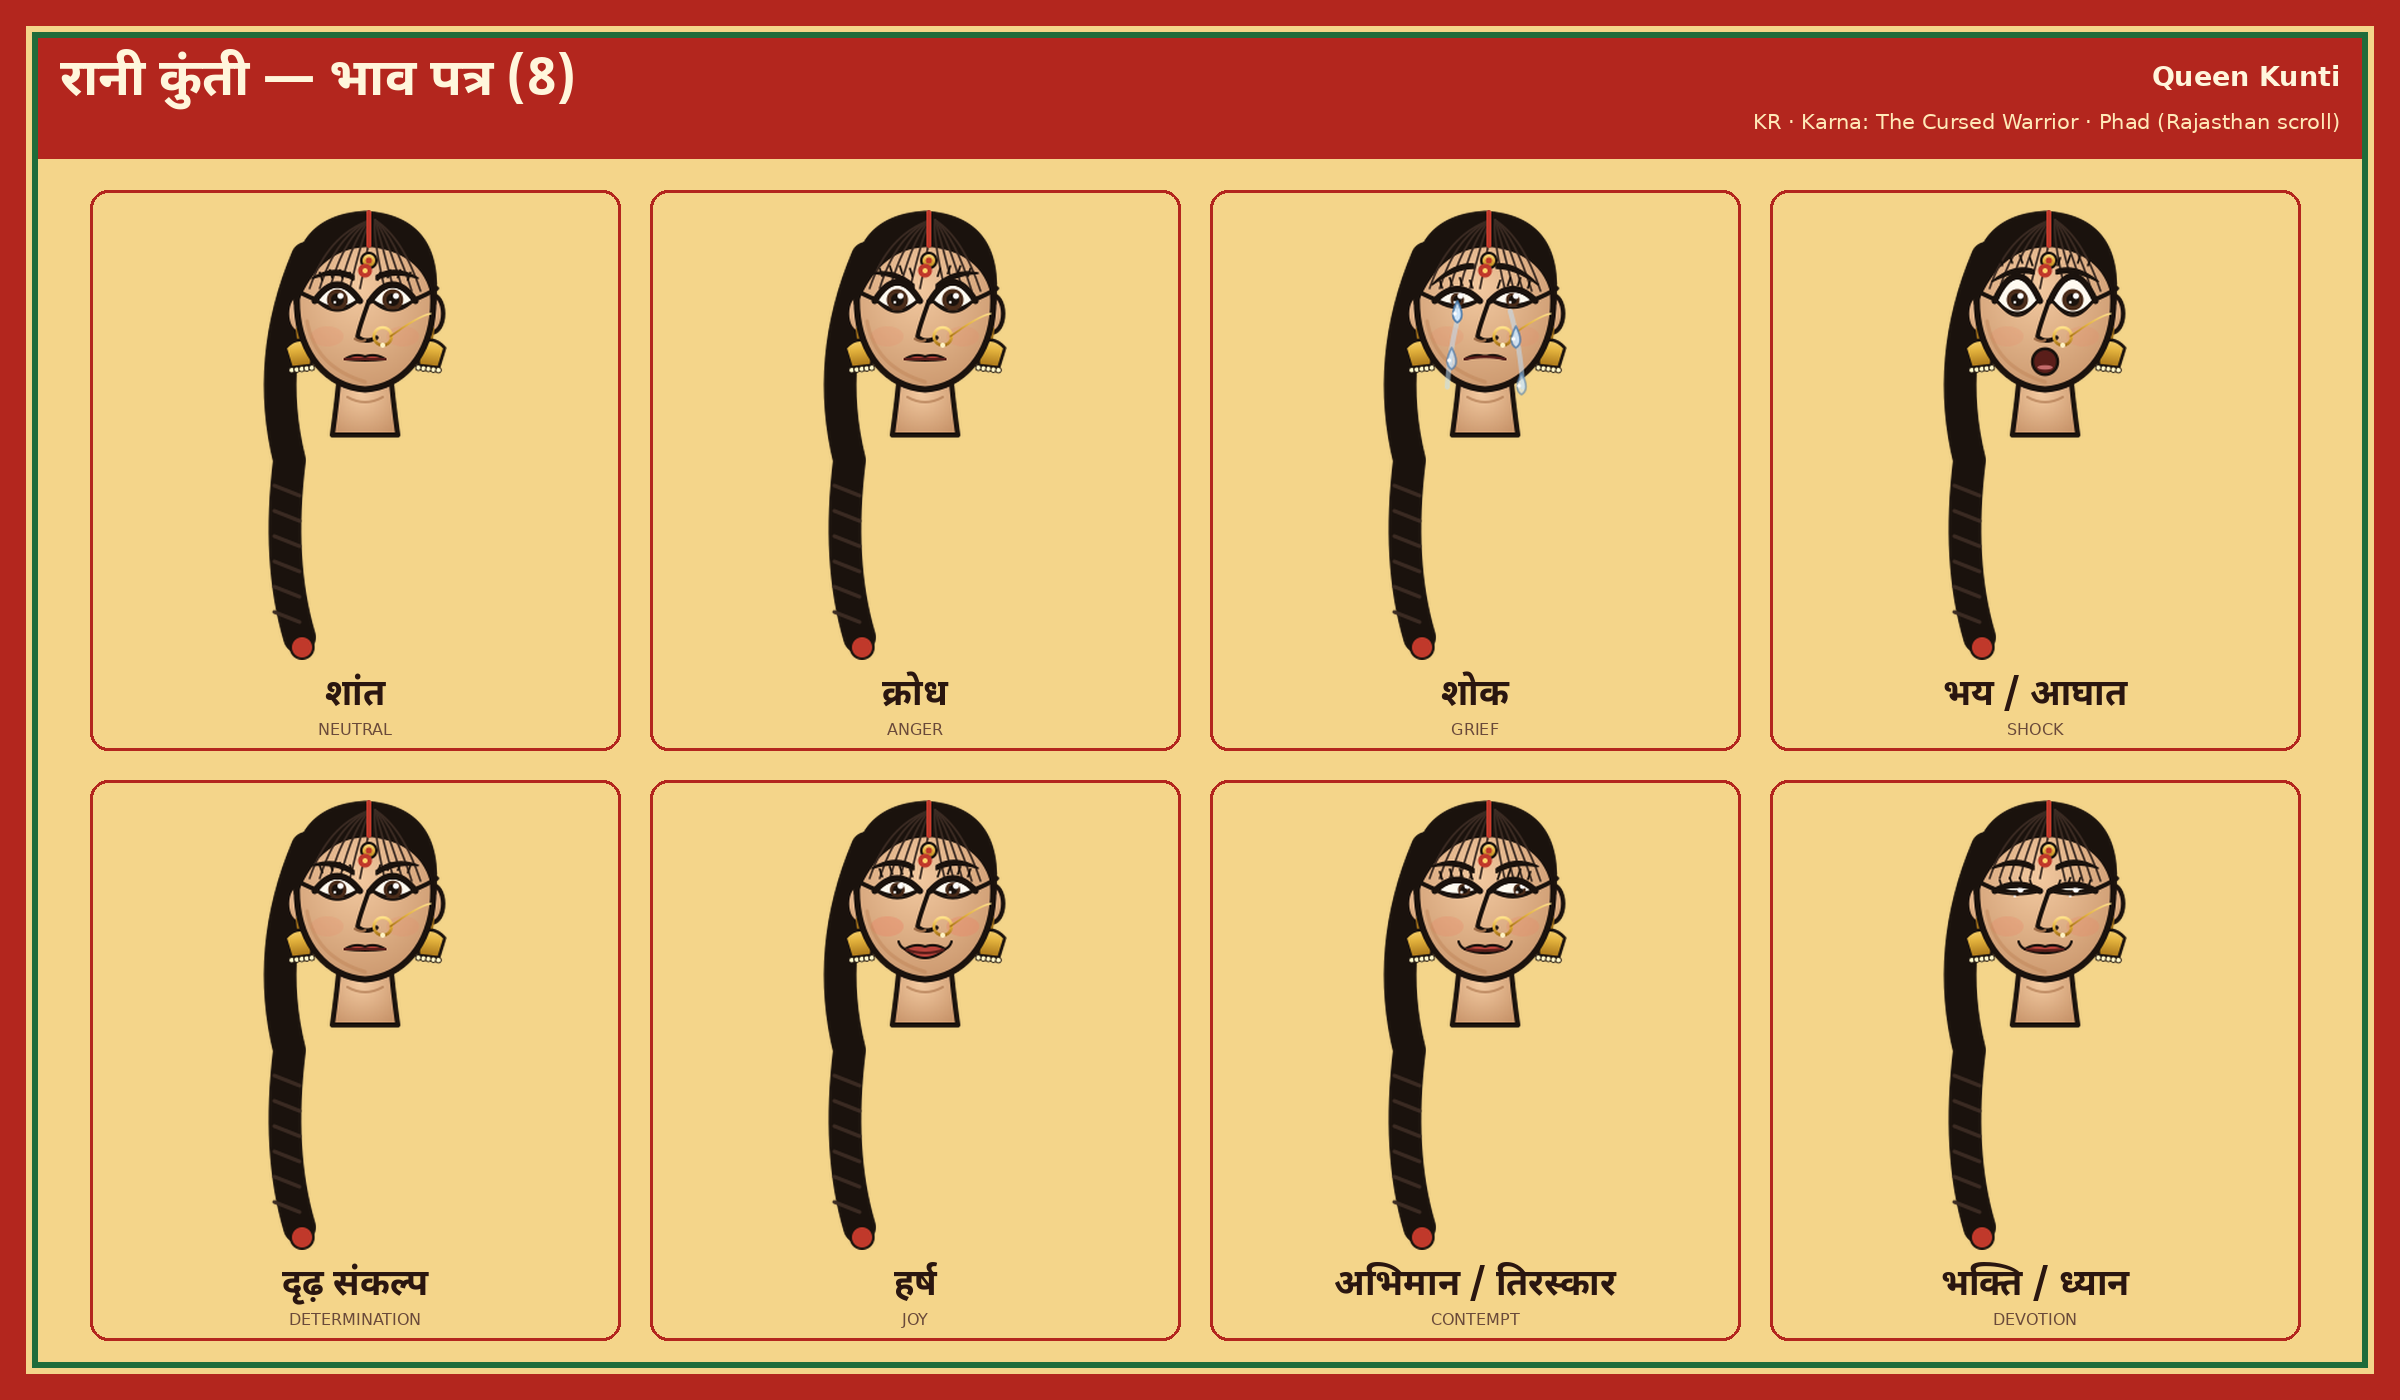 रानी कुंती — भाव पत्र (8)
Queen Kunti
KR · Karna: The Cursed Warrior · Phad (Rajasthan scroll)
शांत
NEUTRAL
क्रोध
ANGER
शोक
GRIEF
भय / आघात
SHOCK
दृढ़ संकल्प
DETERMINATION
हर्ष
JOY
अभिमान / तिरस्कार
CONTEMPT
भक्ति / ध्यान
DEVOTION